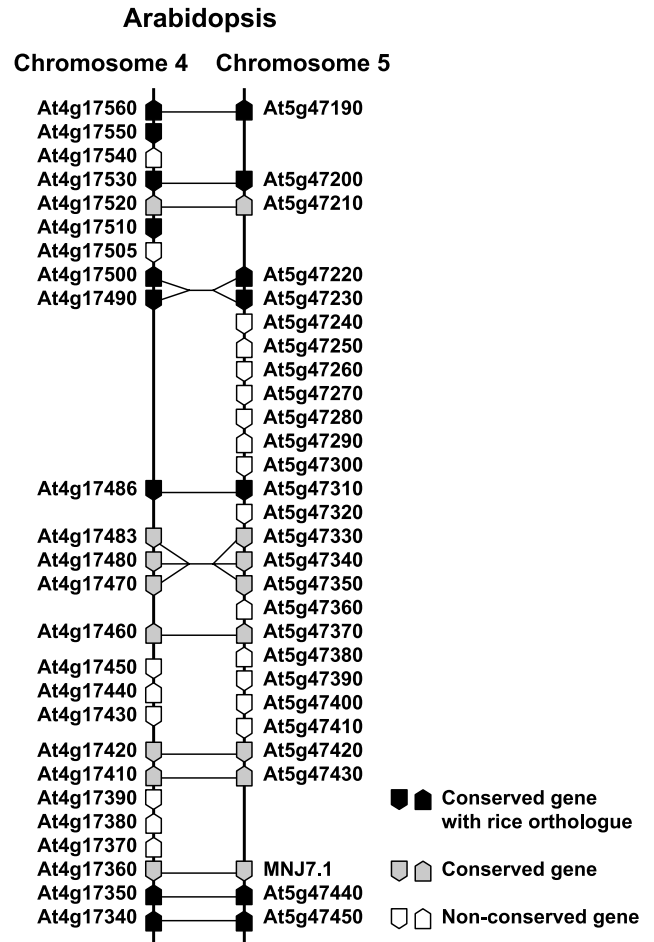 Arabidopsis
Chromosome 4 Chromosome 5
At4g17560 At5g47190
At4g17550
At4g17540
At4g17530 At5g47200
At4g17520 At5g47210
At4g17510
At4g17505
At4g17500 At5g47220
At4g17490 At5g47230
At5g47240
At5g47250
At5g47260
At5g47270
At5g47280
At5g47290
At5g47300
At4g17486 At5g47310
At5g47320
At4g17483 At5g47330
At4g17480 At5g47340
At4g17470 At5g47350
At5g47360
At4g17460 At5g47370
At5g47380
At4g17450 At5g47390
At4g17440 At5g47400
At4g17430 At5g47410
At4g17420 At5g47420
At4g17410 At5g47430
At4g17390
At4g17380
At4g17370
At4g17360 MNJ7.1
At4g17350 At5g47440
At4g17340 At5g47450
Conserved gene
with rice orthologue
Conserved gene
Non-conserved gene